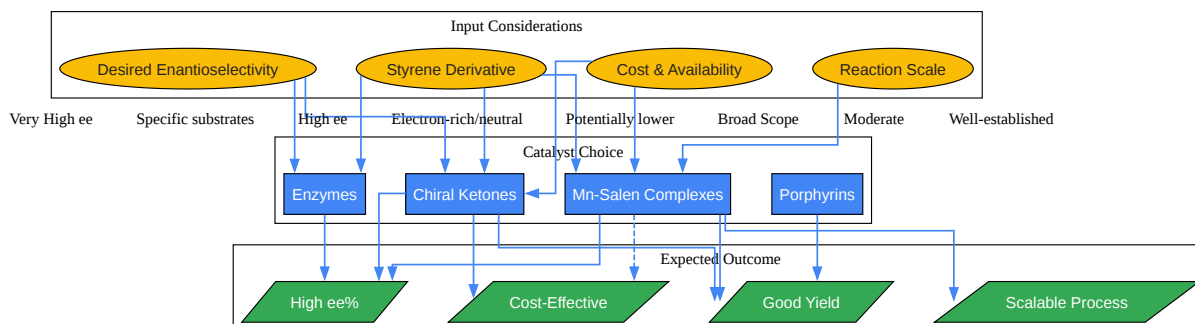 Input Considerations
Desired Enantioselectivity
Styrene Derivative
Cost & Availability
Reaction Scale
Very High ee
Specific substrates
High ee
Electron-rich/neutral
Potentially lower
Broad Scope
Moderate
Well-established
Catalyst Choice
Enzymes
Chiral Ketones
Mn-Salen Complexes
Porphyrins
Expected Outcome
High ee%
Cost-Effective
Good Yield
Scalable Process